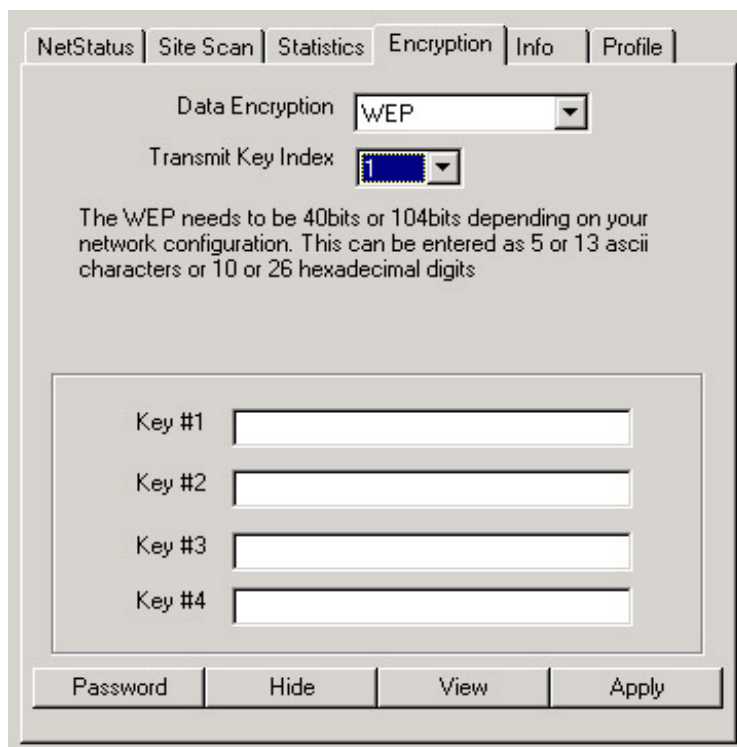 NetStatus Site Scan Statistics Encryption Info Profile
Data Encryption WEP
Transmit Key Index 1
The WEP needs to be 40bits or 104bits depending on your
network configuration. This can be entered as 5 or 13 ascii
characters or 10 or 26 hexadecimal digits
Key #1
Key #2
Key #3
Key #4
Password Hide View Apply